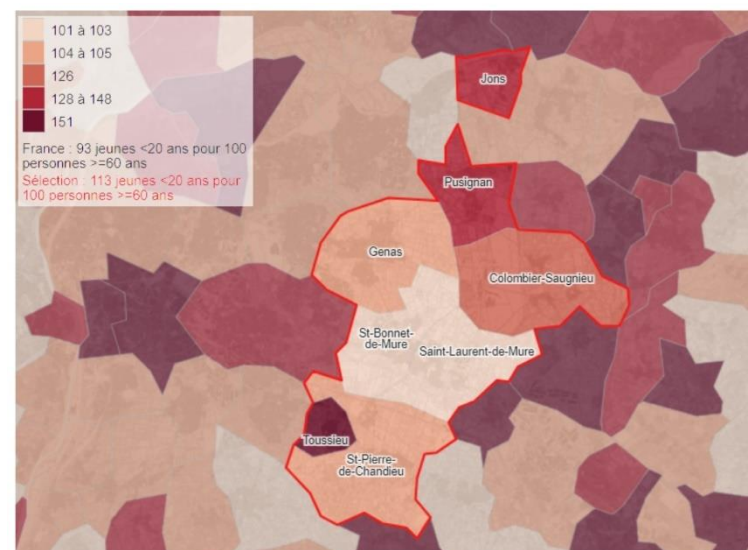 101 à 103
104 à 105
126
128 à 148
151
France : 93 jeunes <20 ans pour 100
personnes >=60 ans
Sélection : 113 jeunes <20 ans pour
100 personnes >=60 ans
Jons
Pusignan
Genas
Colombier-Saugnieu
St-Bonnet-
de-Mure
Saint-Laurent-de-Mure
Toussieu
St-Pierre-
de-Chandieu